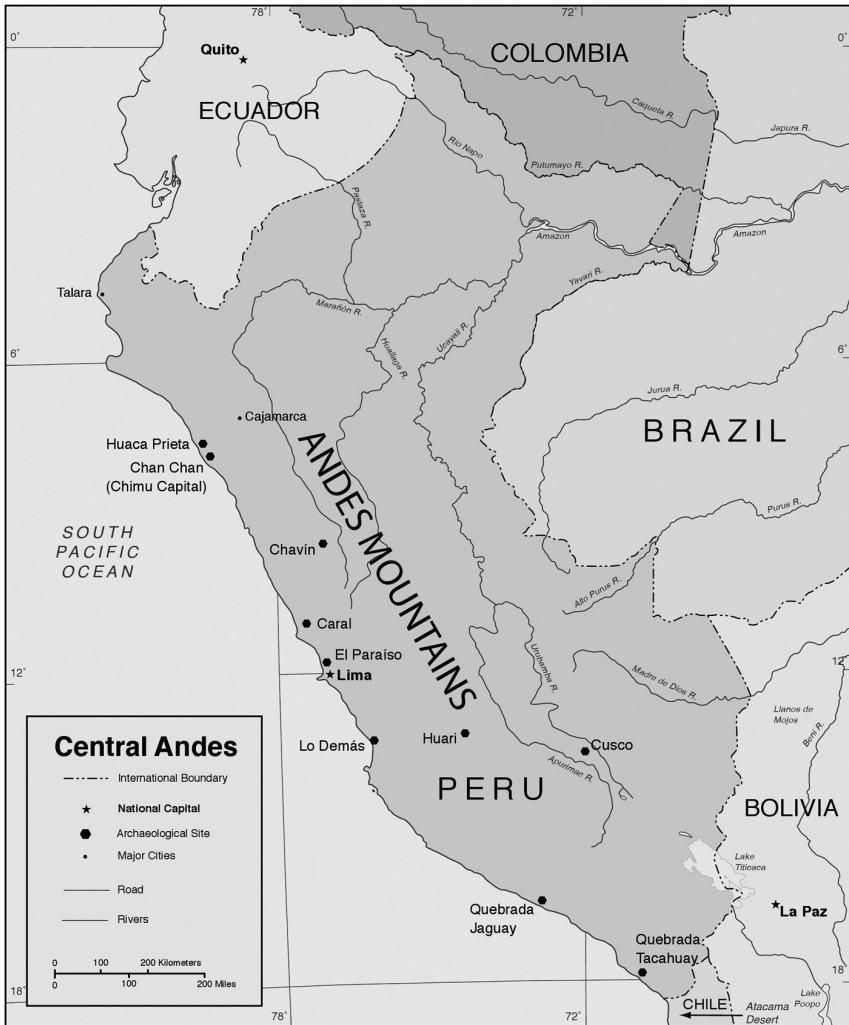 78°
72°
0°
0°
Quito
COLOMBIA
ECUADOR
Caqueta R.
Japura R.
Rio Napo
Putumayo R.
Pastaza R.
Amazon
Amazon
Yavari R.
Talara
Marañón R.
Ucayali R.
Huallaga R.
6°
6°
Jurua R.
Cajamarca
BRAZIL
Huaca Prieta
Chan Chan
(Chimu Capital)
ANDES MOUNTAINS
Purus R.
SOUTH
PACIFIC
OCEAN
Chavín
Alto Purus R.
Caral
El Paraíso
Lima
Urubamba R.
Madre de Dios R.
12°
12°
Llanos de
Mojos
Beni R.
Lo Demás
Huari
Cusco
Apurimac R.
PERU
BOLIVIA
Lake
Titicaca
La Paz
Quebrada
Jaguay
Quebrada
Tacahuay
18°
18°
78°
72°
CHILE
Atacama
Desert
Lake
Poopo
Central Andes
International Boundary
National Capital
Archaeological Site
Major Cities
Road
Rivers
0 100 200 Kilometers
0 100 200 Miles